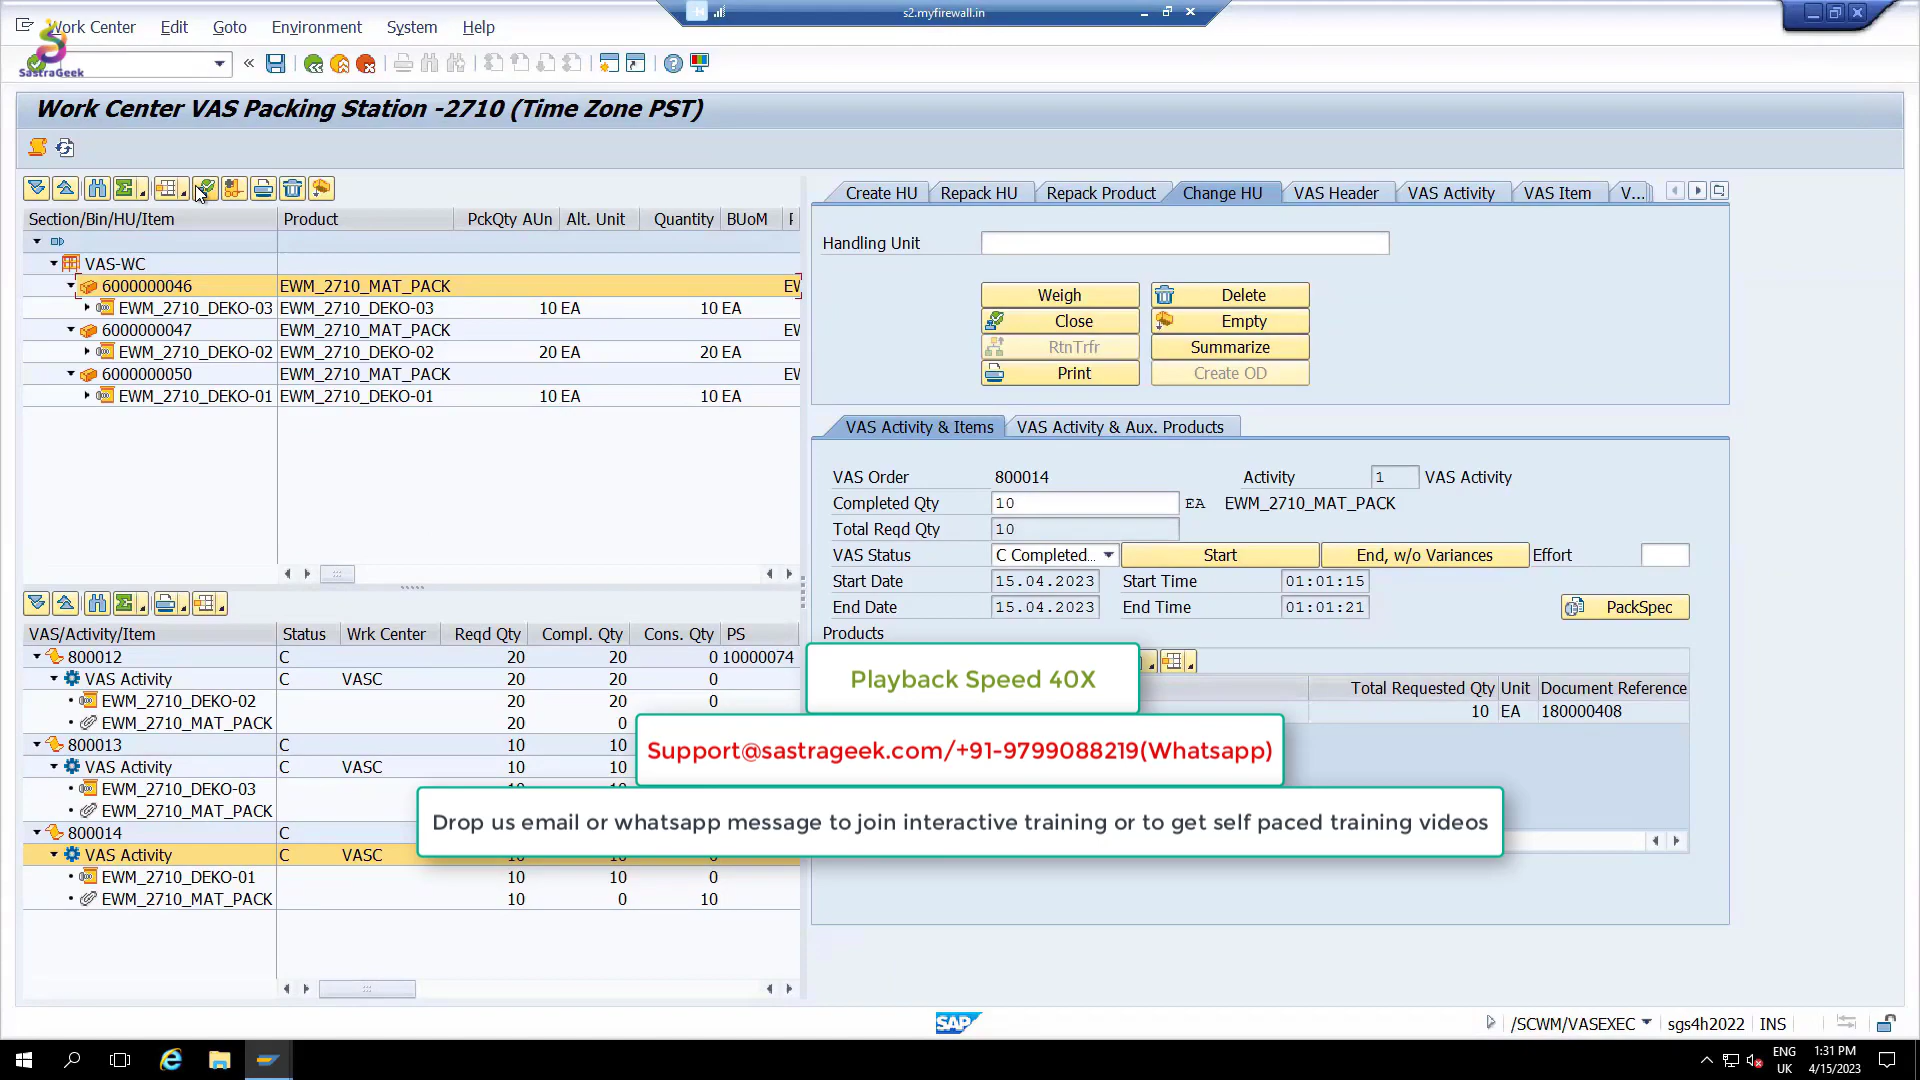 s2.myfirewall.in
Work Center Edit Goto Environment System Help
SastraGeek
Work Center VAS Packing Station -2710 (Time Zone PST)
Section/Bin/HU/Item Product PckQty AUn Alt. Unit Quantity BUoM
VAS-WC
6000000046 EWM_2710_MAT_PACK
EWM_2710_DEKO-03 EWM_2710_DEKO-03 10 EA 10 EA
6000000047 EWM_2710_MAT_PACK
EWM_2710_DEKO-02 EWM_2710_DEKO-02 20 EA 20 EA
6000000050 EWM_2710_MAT_PACK
EWM_2710_DEKO-01 EWM_2710_DEKO-01 10 EA 10 EA
Create HU Repack HU Repack Product Change HU VAS Header VAS Activity VAS Item V...
Handling Unit
Weigh Delete
Close Empty
RtnTrfr Summarize
Print Create OD
VAS Activity & Items VAS Activity & Aux. Products
VAS Order 800014 Activity 1 VAS Activity
Completed Qty 10 EA EWM_2710_MAT_PACK
Total Reqd Qty 10
VAS Status C Completed... Start End, w/o Variances Effort
Start Date 15.04.2023 Start Time 01:01:15
End Date 15.04.2023 End Time 01:01:21 PackSpec
Products
Total Requested Qty Unit Document Reference
10 EA 180000408
VAS/Activity/Item Status Wrk Center Reqd Qty Compl. Qty Cons. Qty PS
800012 C 20 20 0 10000074
VAS Activity C VASC 20 20 0
EWM_2710_DEKO-02 20 20 0
EWM_2710_MAT_PACK 20 0
800013 C 10 10
VAS Activity C VASC 10 10
EWM_2710_DEKO-03
EWM_2710_MAT_PACK
800014 C
VAS Activity C VASC
EWM_2710_DEKO-01 10 10 0
EWM_2710_MAT_PACK 10 0 10
Playback Speed 40X
Support@sastrageek.com/+91-9799088219(Whatsapp)
Drop us email or whatsapp message to join interactive training or to get self paced training videos
SAP /SCWM/VASEXEC sgs4h2022 INS
ENG
UK
1:31 PM
4/15/2023